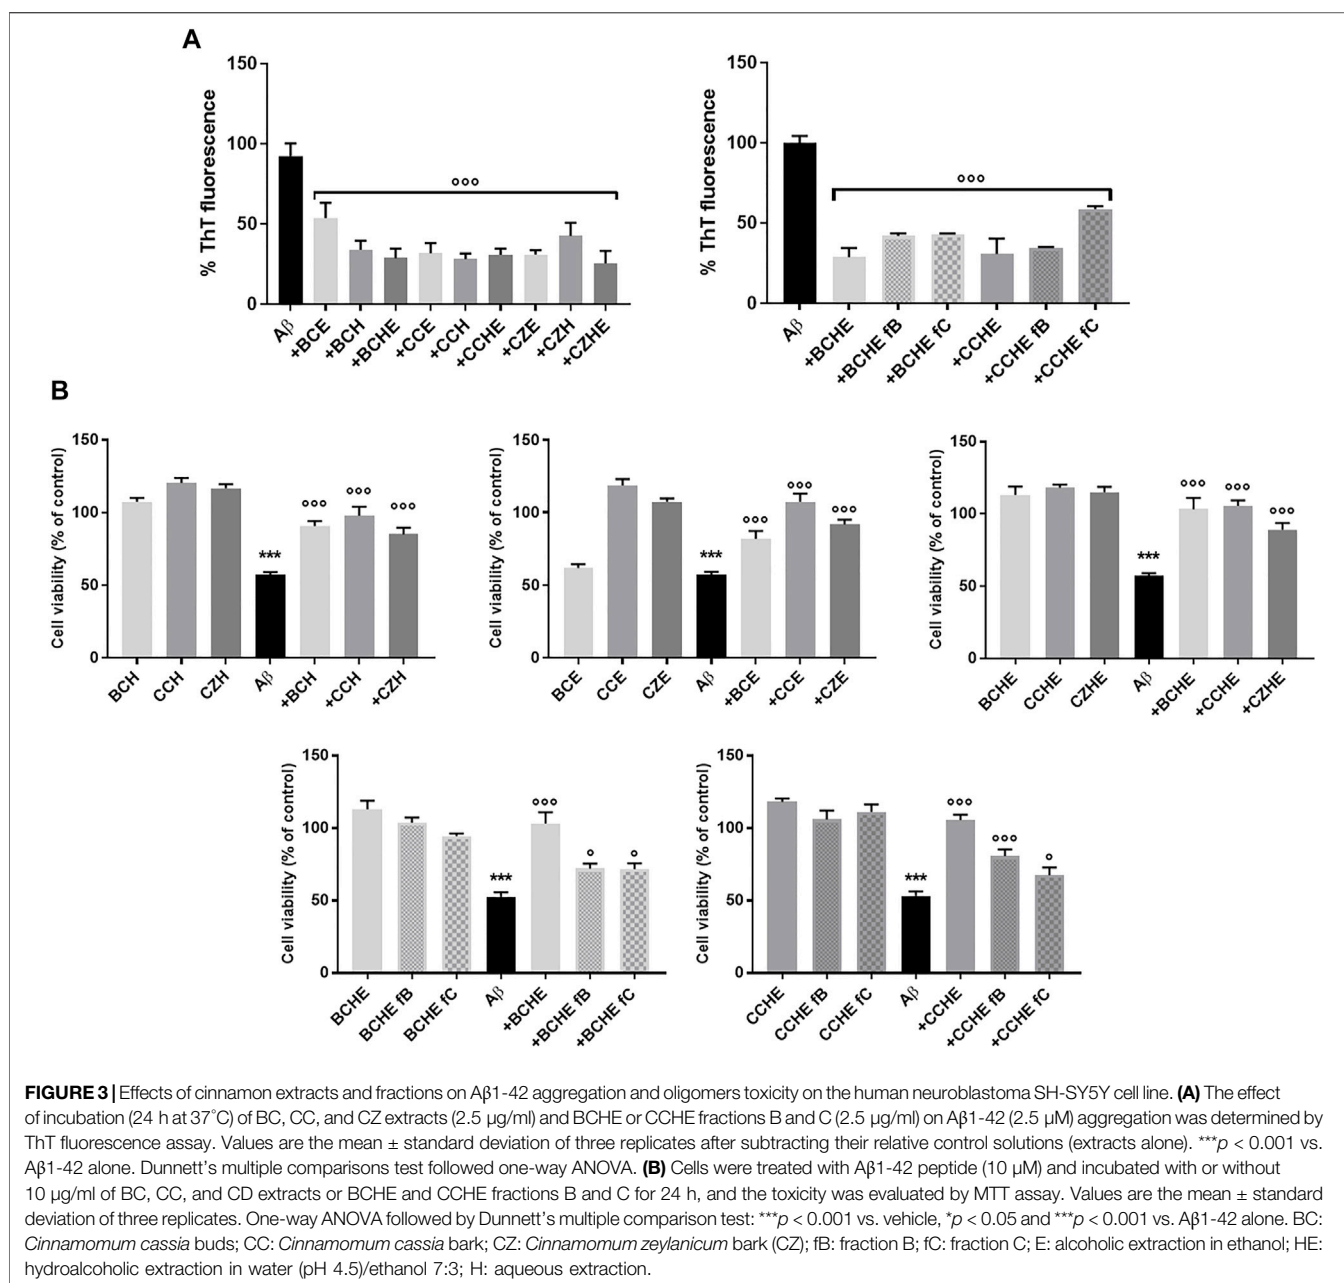 A
% ThT fluorescence
150
100
50
0
°°°
Aβ
+BCE
+BCH
+BCHE
+CCE
+CCH
+CCHE
+CZE
+CZH
+CZHE
% ThT fluorescence
150
100
50
0
°°°
Aβ
+BCHE
+BCHE fB
+BCHE fC
+CCHE
+CCHE fB
+CCHE fC
B
Cell viability (% of control)
150
100
50
0
***
°°°
°°°
°°°
BCH
CCH
CZH
Aβ
+BCH
+CCH
+CZH
Cell viability (% of control)
150
100
50
0
***
°°°
°°°
°°°
BCE
CCE
CZE
Aβ
+BCE
+CCE
+CZE
Cell viability (% of control)
150
100
50
0
***
°°°
°°°
°°°
BCHE
CCHE
CZHE
Aβ
+BCHE
+CCHE
+CZHE
Cell viability (% of control)
150
100
50
0
***
°°°
°
°
BCHE
BCHE fB
BCHE fC
Aβ
+BCHE
+BCHE fB
+BCHE fC
Cell viability (% of control)
150
100
50
0
***
°°°
°°°
°
CCHE
CCHE fB
CCHE fC
Aβ
+CCHE
+CCHE fB
+CCHE fC
FIGURE 3 | Effects of cinnamon extracts and fractions on Aβ1-42 aggregation and oligomers toxicity on the human neuroblastoma SH-SY5Y cell line. (A) The effect
of incubation (24 h at 37°C) of BC, CC, and CZ extracts (2.5 μg/ml) and BCHE or CCHE fractions B and C (2.5 μg/ml) on Aβ1-42 (2.5 μM) aggregation was determined by
ThT fluorescence assay. Values are the mean ± standard deviation of three replicates after subtracting their relative control solutions (extracts alone). ***p < 0.001 vs.
Aβ1-42 alone. Dunnett's multiple comparisons test followed one-way ANOVA. (B) Cells were treated with Aβ1-42 peptide (10 μM) and incubated with or without
10 μg/ml of BC, CC, and CD extracts or BCHE and CCHE fractions B and C for 24 h, and the toxicity was evaluated by MTT assay. Values are the mean ± standard
deviation of three replicates. One-way ANOVA followed by Dunnett's multiple comparison test: ***p < 0.001 vs. vehicle, *p < 0.05 and ***p < 0.001 vs. Aβ1-42 alone. BC:
Cinnamomum cassia buds; CC: Cinnamomum cassia bark; CZ: Cinnamomum zeylanicum bark (CZ); fB: fraction B; fC: fraction C; E: alcoholic extraction in ethanol; HE:
hydroalcoholic extraction in water (pH 4.5)/ethanol 7:3; H: aqueous extraction.